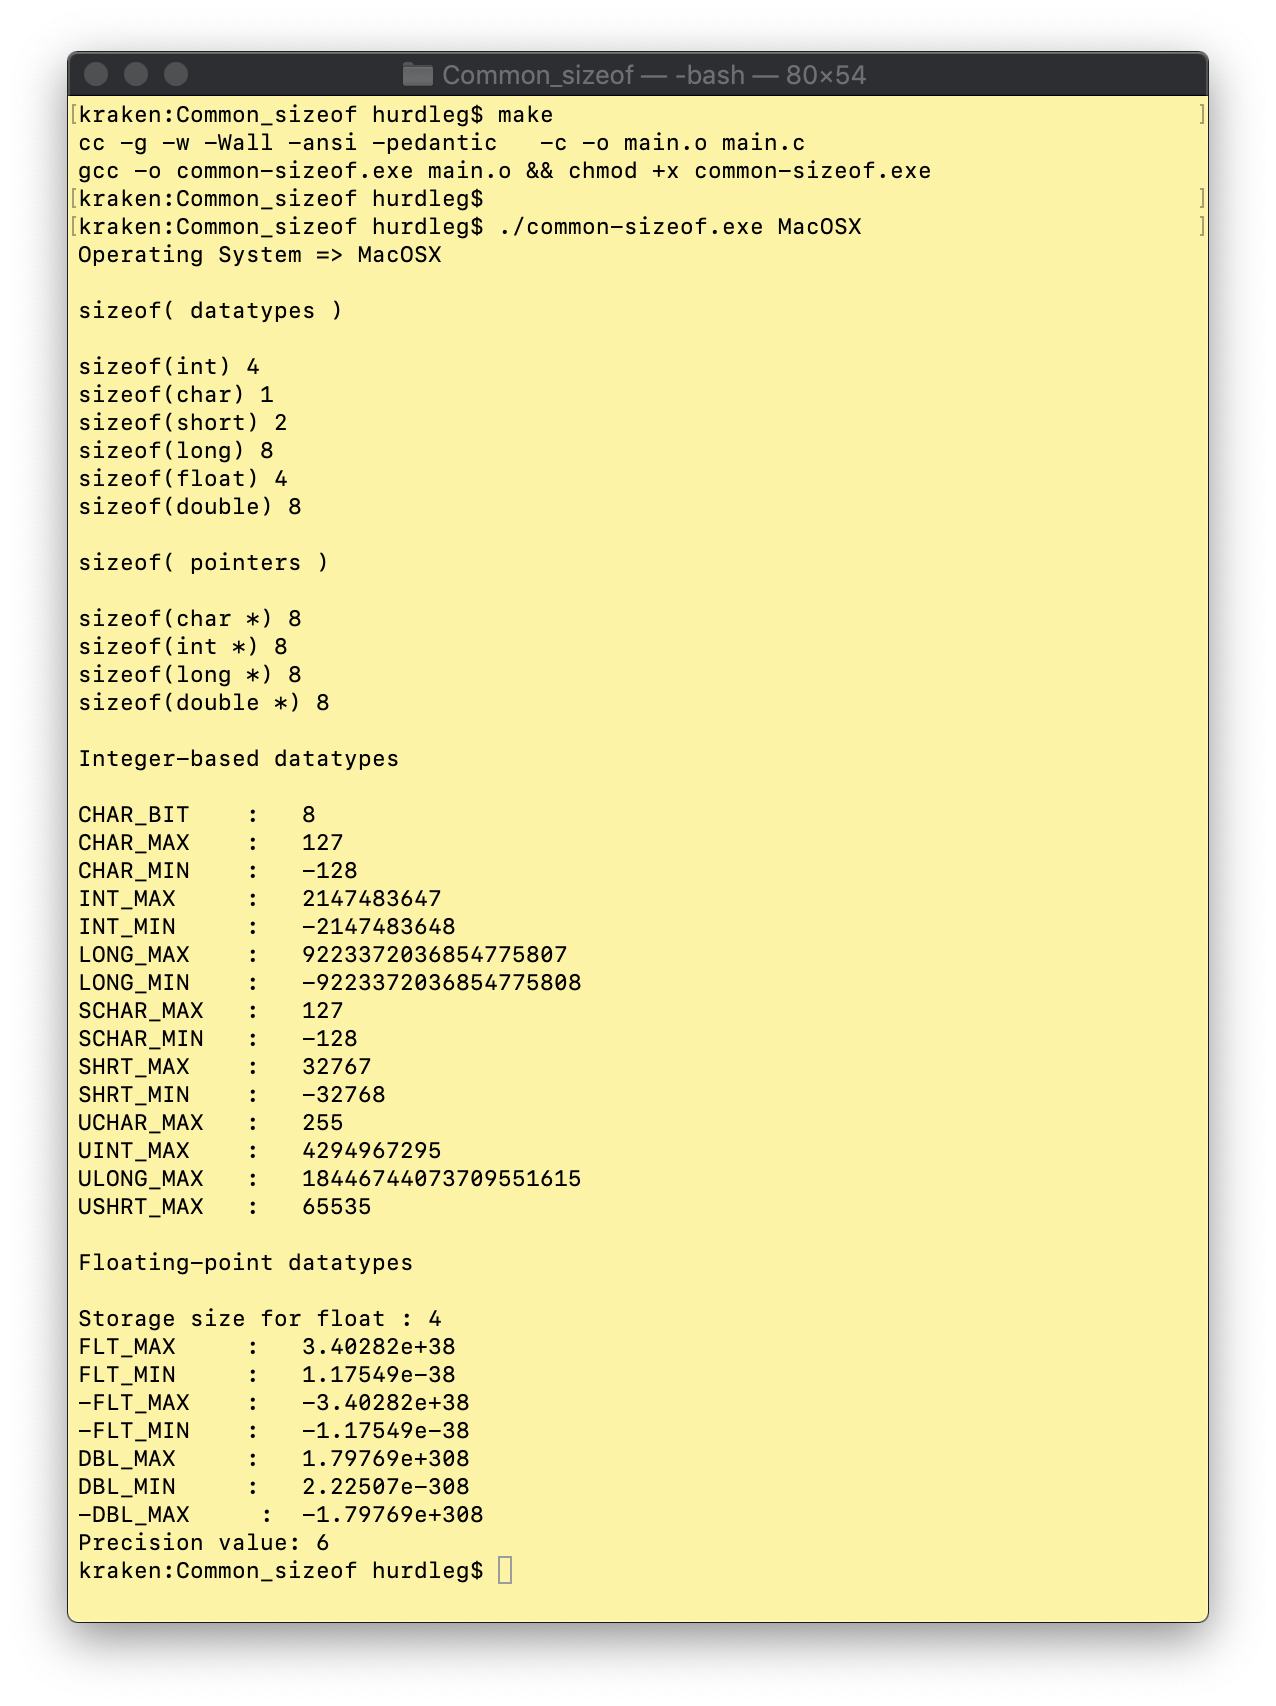 Common_sizeof — -bash — 80×54
[kraken:Common_sizeof hurdleg$ make ]
cc -g -w -Wall -ansi -pedantic   -c -o main.o main.c
gcc -o common-sizeof.exe main.o && chmod +x common-sizeof.exe
[kraken:Common_sizeof hurdleg$ ]
[kraken:Common_sizeof hurdleg$ ./common-sizeof.exe MacOSX ]
Operating System => MacOSX
sizeof( datatypes )
sizeof(int) 4
sizeof(char) 1
sizeof(short) 2
sizeof(long) 8
sizeof(float) 4
sizeof(double) 8
sizeof( pointers )
sizeof(char *) 8
sizeof(int *) 8
sizeof(long *) 8
sizeof(double *) 8
Integer-based datatypes
CHAR_BIT    :   8
CHAR_MAX    :   127
CHAR_MIN    :   -128
INT_MAX     :   2147483647
INT_MIN     :   -2147483648
LONG_MAX    :   9223372036854775807
LONG_MIN    :   -9223372036854775808
SCHAR_MAX   :   127
SCHAR_MIN   :   -128
SHRT_MAX    :   32767
SHRT_MIN    :   -32768
UCHAR_MAX   :   255
UINT_MAX    :   4294967295
ULONG_MAX   :   18446744073709551615
USHRT_MAX   :   65535
Floating-point datatypes
Storage size for float : 4
FLT_MAX     :   3.40282e+38
FLT_MIN     :   1.17549e-38
-FLT_MAX    :   -3.40282e+38
-FLT_MIN    :   -1.17549e-38
DBL_MAX     :   1.79769e+308
DBL_MIN     :   2.22507e-308
-DBL_MAX     :  -1.79769e+308
Precision value: 6
kraken:Common_sizeof hurdleg$